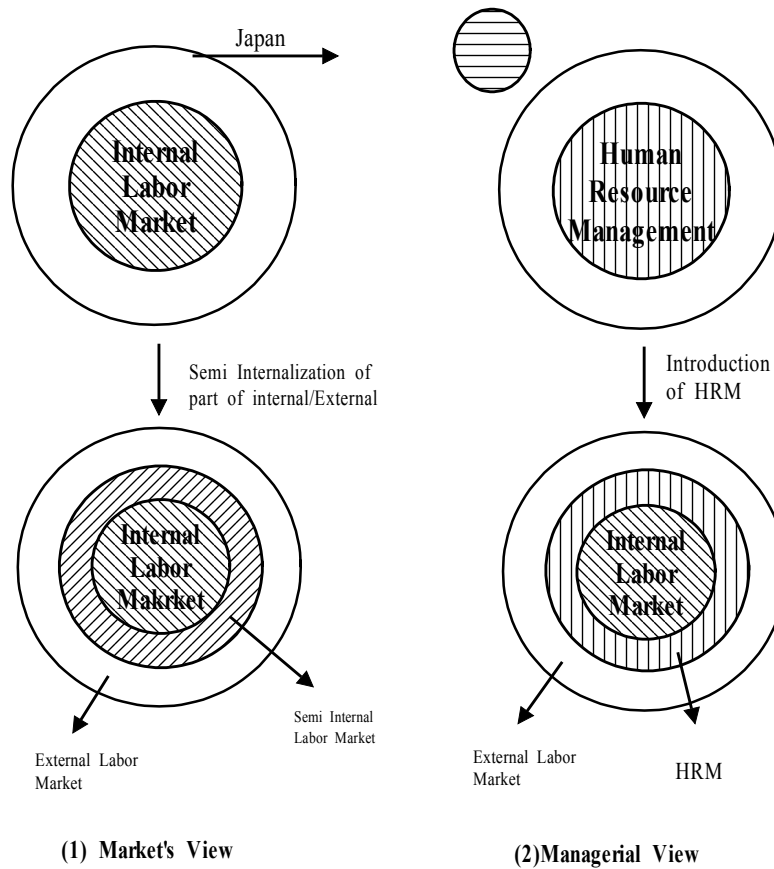 Japan
Internal
Labor
Market
Human
Resource
Management
Semi Internalization of
part of internal/External
Introduction
of HRM
Internal
Labor
Makrket
Internal
Labor
Market
Semi Internal
Labor Market
External Labor
Market
External Labor
Market
HRM
(1) Market's View
(2)Managerial View